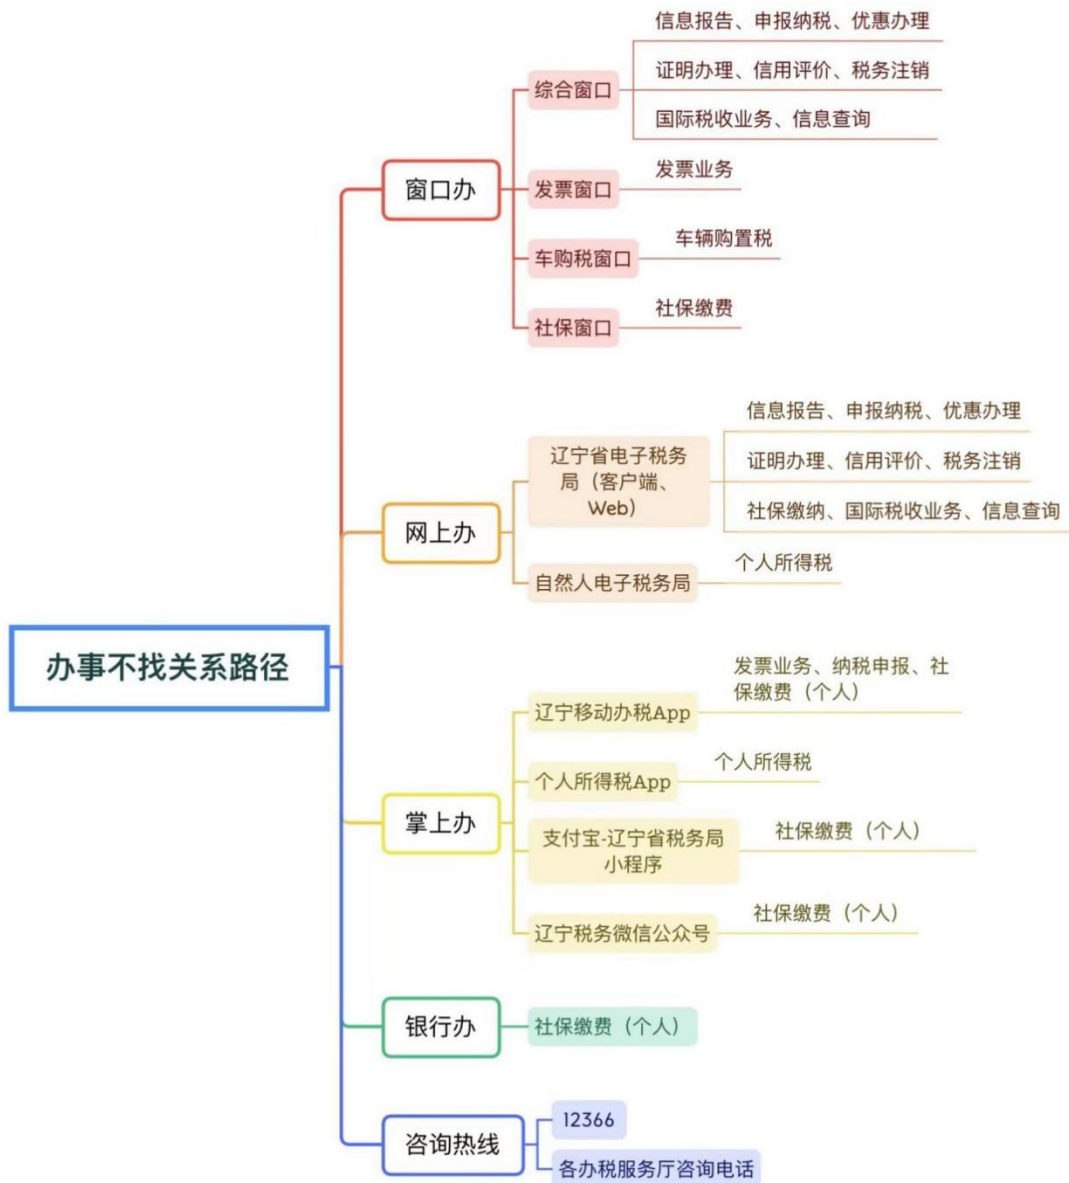 办事不找关系路径
窗口办
综合窗口
信息报告、申报纳税、优惠办理
证明办理、信用评价、税务注销
国际税收业务、信息查询
发票窗口
发票业务
车购税窗口
车辆购置税
社保窗口
社保缴费
网上办
辽宁省电子税务
局（客户端、
Web）
信息报告、申报纳税、优惠办理
证明办理、信用评价、税务注销
社保缴纳、国际税收业务、信息查询
自然人电子税务局
个人所得税
掌上办
辽宁移动办税App
发票业务、纳税申报、社
保缴费（个人）
个人所得税App
个人所得税
支付宝-辽宁省税务局
小程序
社保缴费（个人）
辽宁税务微信公众号
社保缴费（个人）
银行办
社保缴费（个人）
咨询热线
12366
各办税服务厅咨询电话